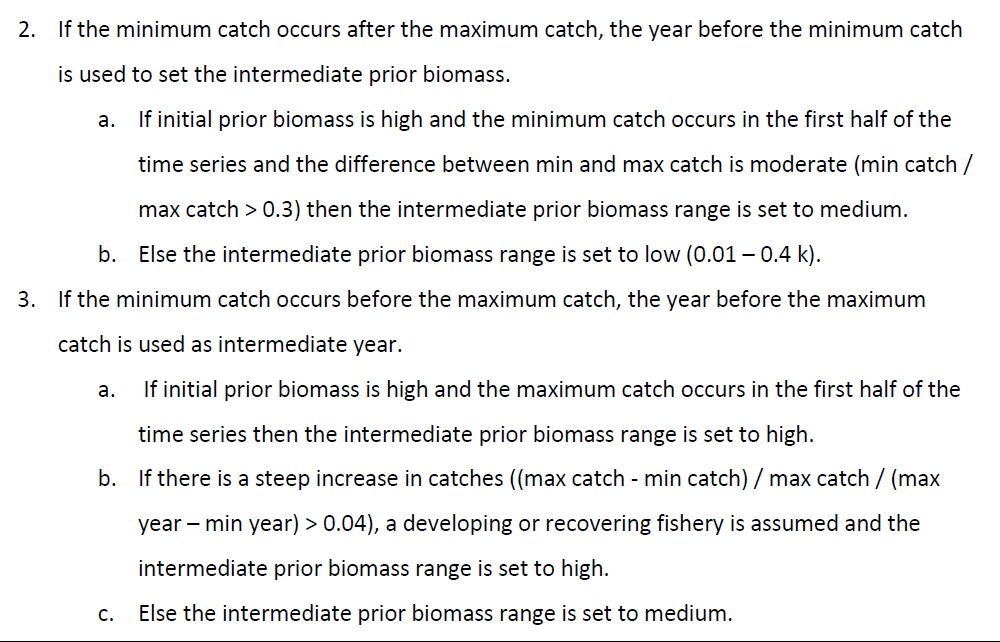 2. If the minimum catch occurs after the maximum catch, the year before the minimum catch
is used to set the intermediate prior biomass.
a. If initial prior biomass is high and the minimum catch occurs in the first half of the
time series and the difference between min and max catch is moderate (min catch /
max catch > 0.3) then the intermediate prior biomass range is set to medium.
b. Else the intermediate prior biomass range is set to low (0.01 – 0.4 k).
3. If the minimum catch occurs before the maximum catch, the year before the maximum
catch is used as intermediate year.
a. If initial prior biomass is high and the maximum catch occurs in the first half of the
time series then the intermediate prior biomass range is set to high.
b. If there is a steep increase in catches ((max catch - min catch) / max catch / (max
year – min year) > 0.04), a developing or recovering fishery is assumed and the
intermediate prior biomass range is set to high.
c. Else the intermediate prior biomass range is set to medium.